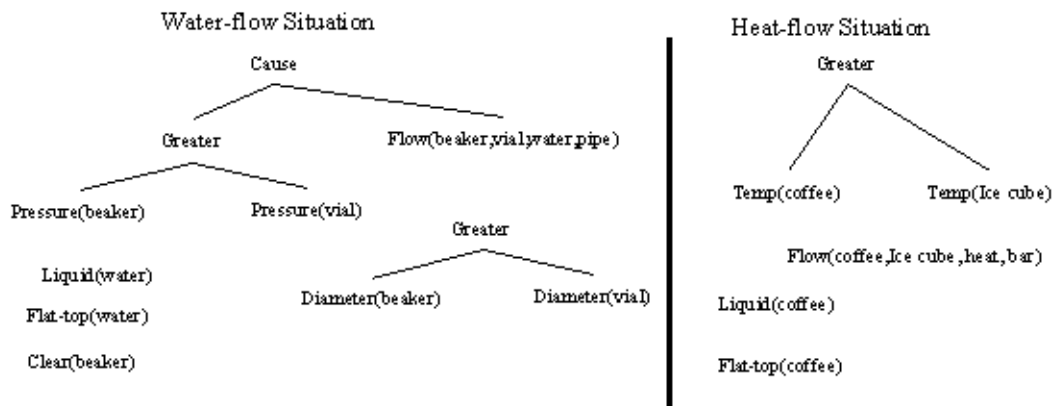 Water-flow Situation
Cause
Greater
Flow(beaker,vial,water,pipe)
Pressure(beaker)
Pressure(vial)
Greater
Liquid(water)
Diameter(beaker)
Diameter(vial)
Flat-top(water)
Clear(beaker)
Heat-flow Situation
Greater
Temp(coffee)
Temp(Ice cube)
Flow(coffee,Ice cube,heat,bar)
Liquid(coffee)
Flat-top(coffee)